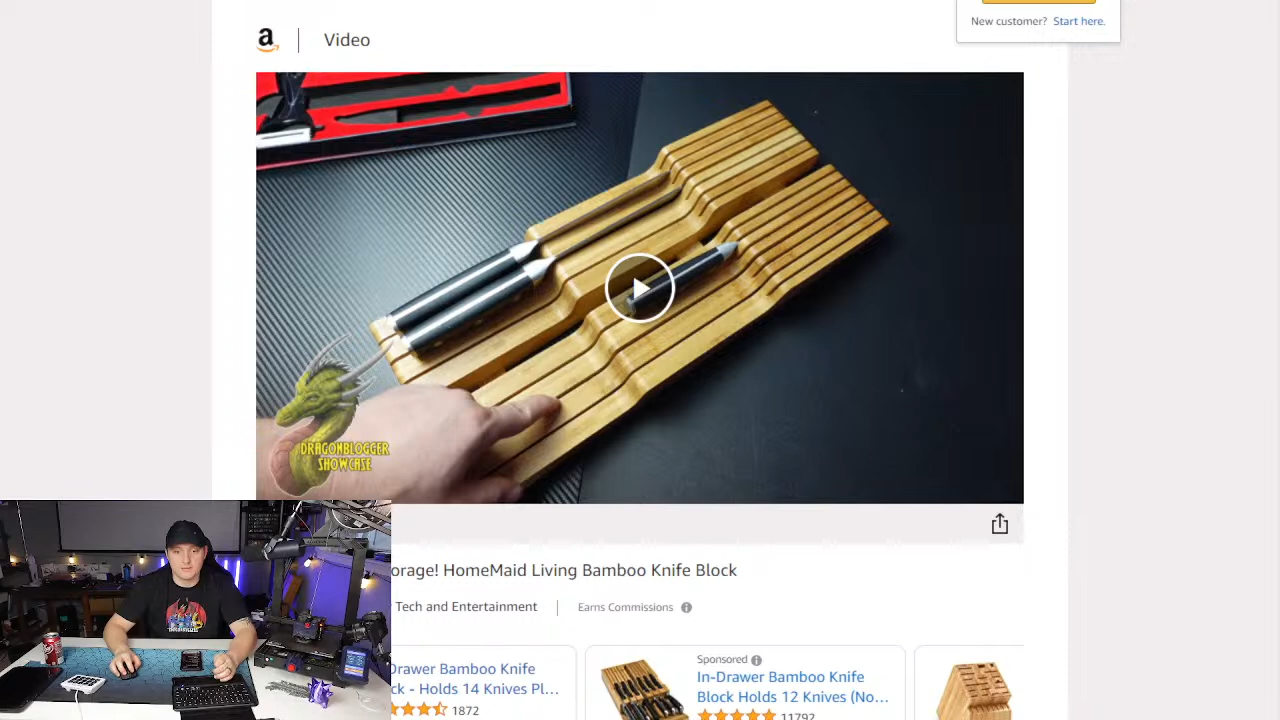 New customer? Start here.
a
Video
DRAGONBLOGGER
SHOWCASE
orage! HomeMaid Living Bamboo Knife Block
Tech and Entertainment
Earns Commissions
Drawer Bamboo Knife
ck - Holds 14 Knives Pl…
1872
Sponsored
In-Drawer Bamboo Knife
Block Holds 12 Knives (No…
11792